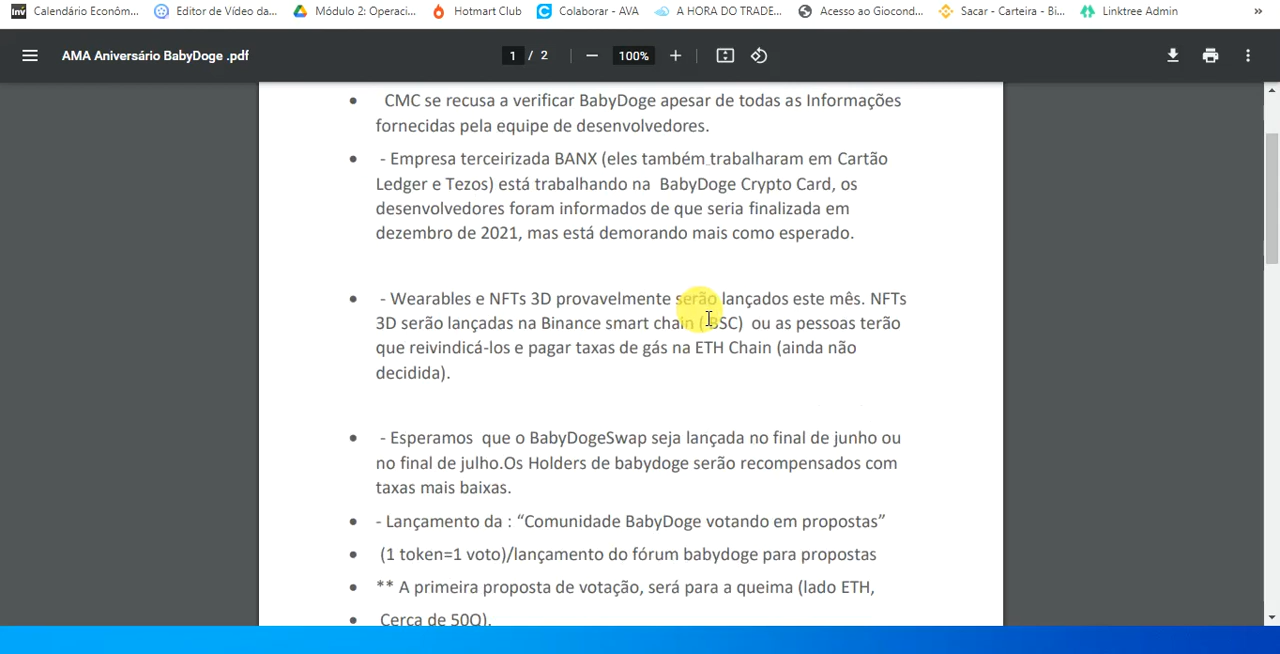 Calendário Econôm... Editor de Vídeo da... Módulo 2: Operaci... Hotmart Club Colaborar - AVA A HORA DO TRADE... Acesso ao Giocond... Sacar - Carteira - Bi... Linktree Admin »
AMA Aniversário BabyDoge .pdf 1 / 2 — 100% +
• CMC se recusa a verificar BabyDoge apesar de todas as Informações
fornecidas pela equipe de desenvolvedores.
• - Empresa terceirizada BANX (eles também trabalharam em Cartão
Ledger e Tezos) está trabalhando na BabyDoge Crypto Card, os
desenvolvedores foram informados de que seria finalizada em
dezembro de 2021, mas está demorando mais como esperado.
• - Wearables e NFTs 3D provavelmente serão lançados este mês. NFTs
3D serão lançadas na Binance smart chain ( BSC) ou as pessoas terão
que reivindicá-los e pagar taxas de gás na ETH Chain (ainda não
decidida).
• - Esperamos que o BabyDogeSwap seja lançada no final de junho ou
no final de julho.Os Holders de babydoge serão recompensados com
taxas mais baixas.
• - Lançamento da : “Comunidade BabyDoge votando em propostas”
• (1 token=1 voto)/lançamento do fórum babydoge para propostas
• ** A primeira proposta de votação, será para a queima (lado ETH,
• Cerca de 50Q).